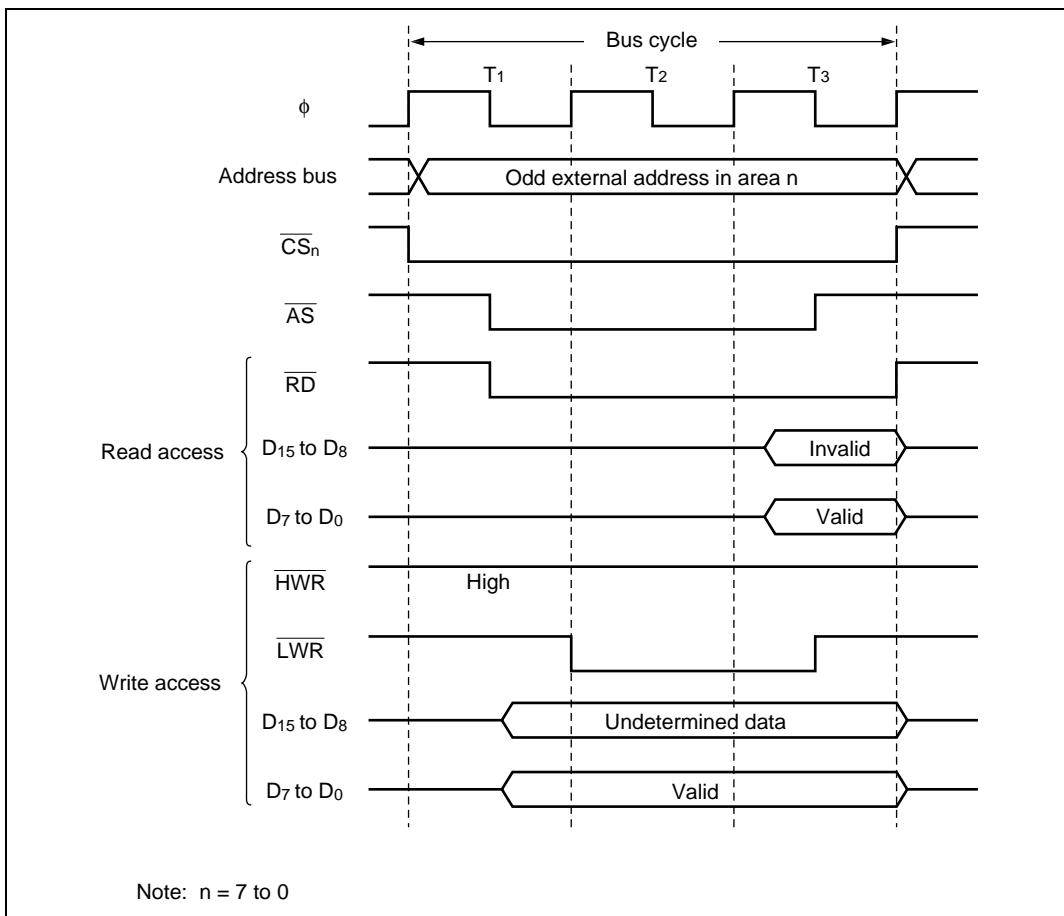 Bus cycle
T1 T2 T3
ϕ
Address bus Odd external address in area n
CSn
AS
RD
Read access D15 to D8 Invalid
D7 to D0 Valid
HWR High
LWR
Write access
D15 to D8 Undetermined data
D7 to D0 Valid
Note: n = 7 to 0